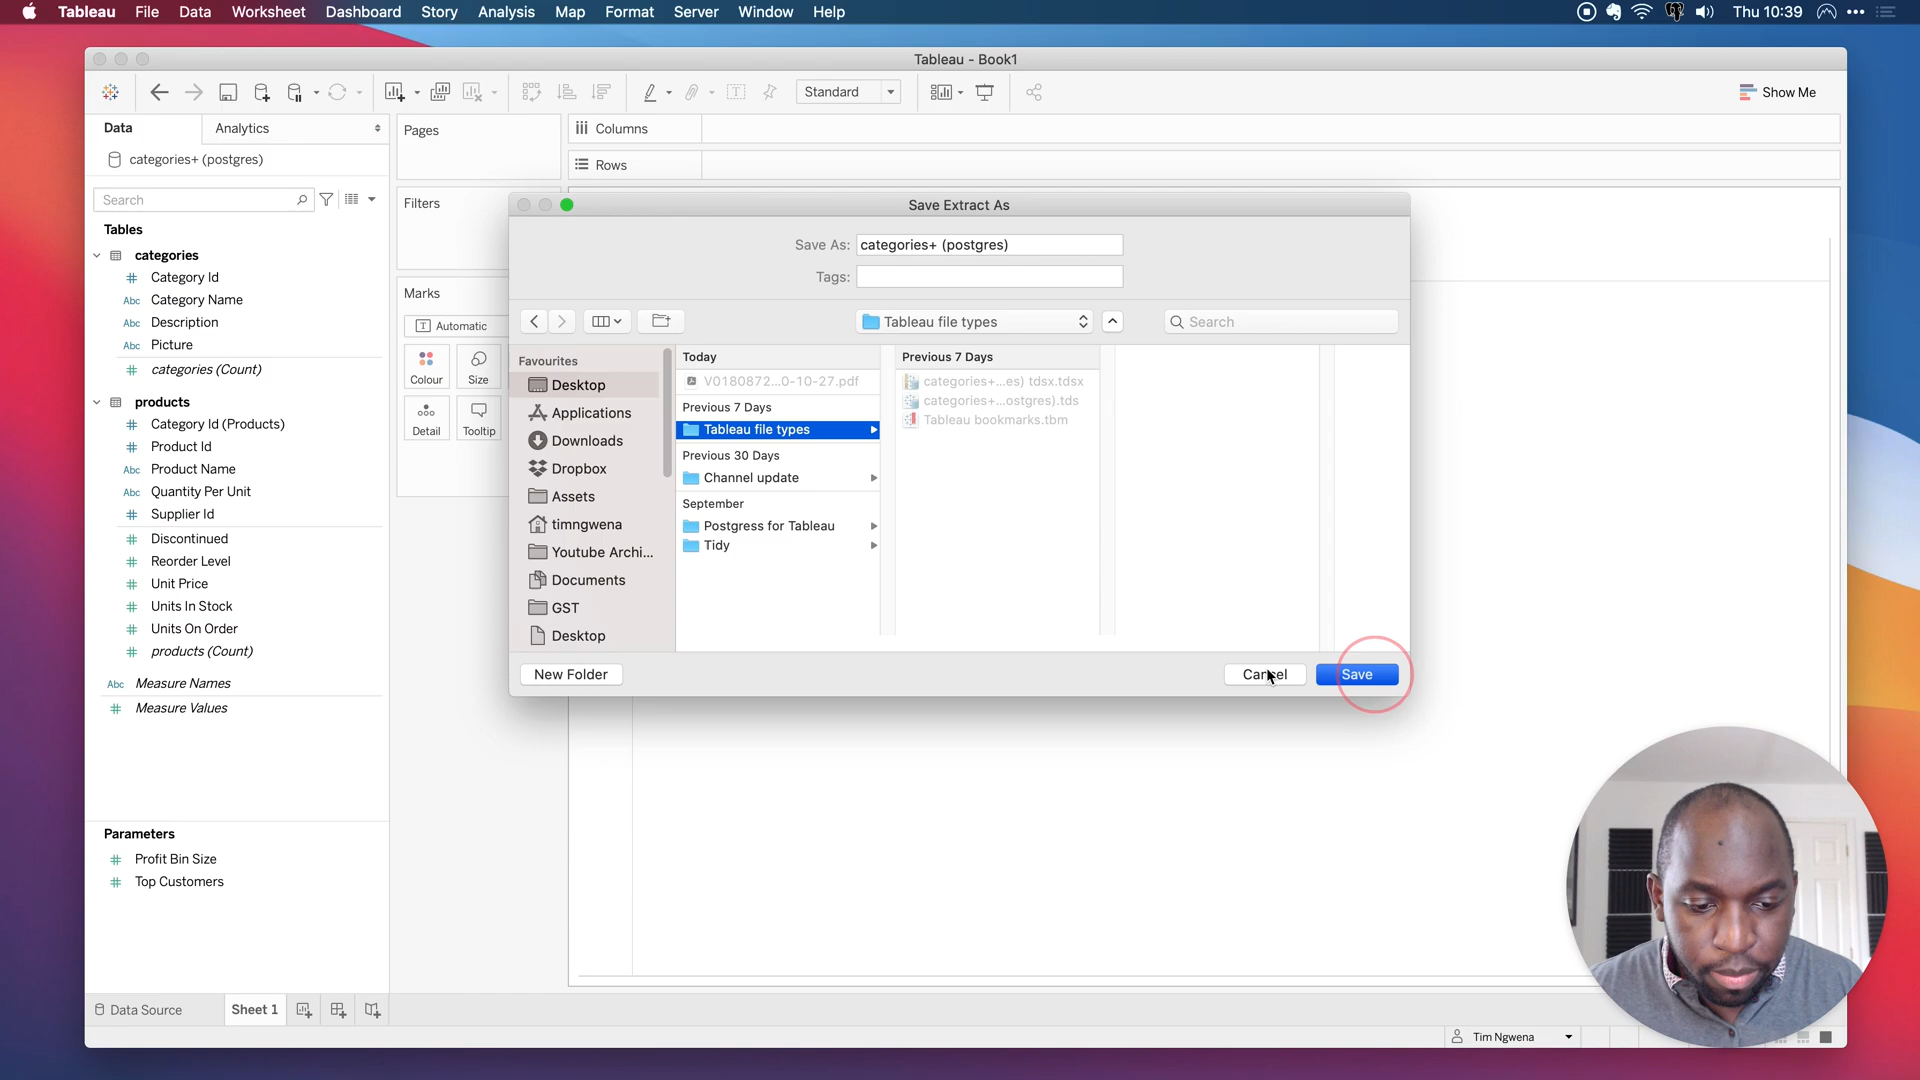 Tableau File Data Worksheet Dashboard Story Analysis Map Format Server Window Help
Thu 10:39
Tableau - Book1
Standard
Show Me
Data
Analytics
categories+ (postgres)
Search
Tables
categories
# Category Id
Abc Category Name
Abc Description
Abc Picture
# categories (Count)
products
# Category Id (Products)
# Product Id
Abc Product Name
Abc Quantity Per Unit
# Supplier Id
# Discontinued
# Reorder Level
# Unit Price
# Units In Stock
# Units On Order
# products (Count)
Abc Measure Names
# Measure Values
Parameters
# Profit Bin Size
# Top Customers
Pages
Filters
Marks
T Automatic
Colour
Size
Detail
Tooltip
Columns
Rows
Save Extract As
Save As: categories+ (postgres)
Tags:
Tableau file types
Search
Favourites
Desktop
Applications
Downloads
Dropbox
Assets
timngwena
Youtube Archi...
Documents
GST
Desktop
Today
V0180872...0-10-27.pdf
Previous 7 Days
Tableau file types
Previous 30 Days
Channel update
September
Postgress for Tableau
Tidy
Previous 7 Days
categories+...es) tdsx.tdsx
categories+...ostgres).tds
Tableau bookmarks.tbm
New Folder
Cancel
Save
Data Source
Sheet 1
Tim Ngwena